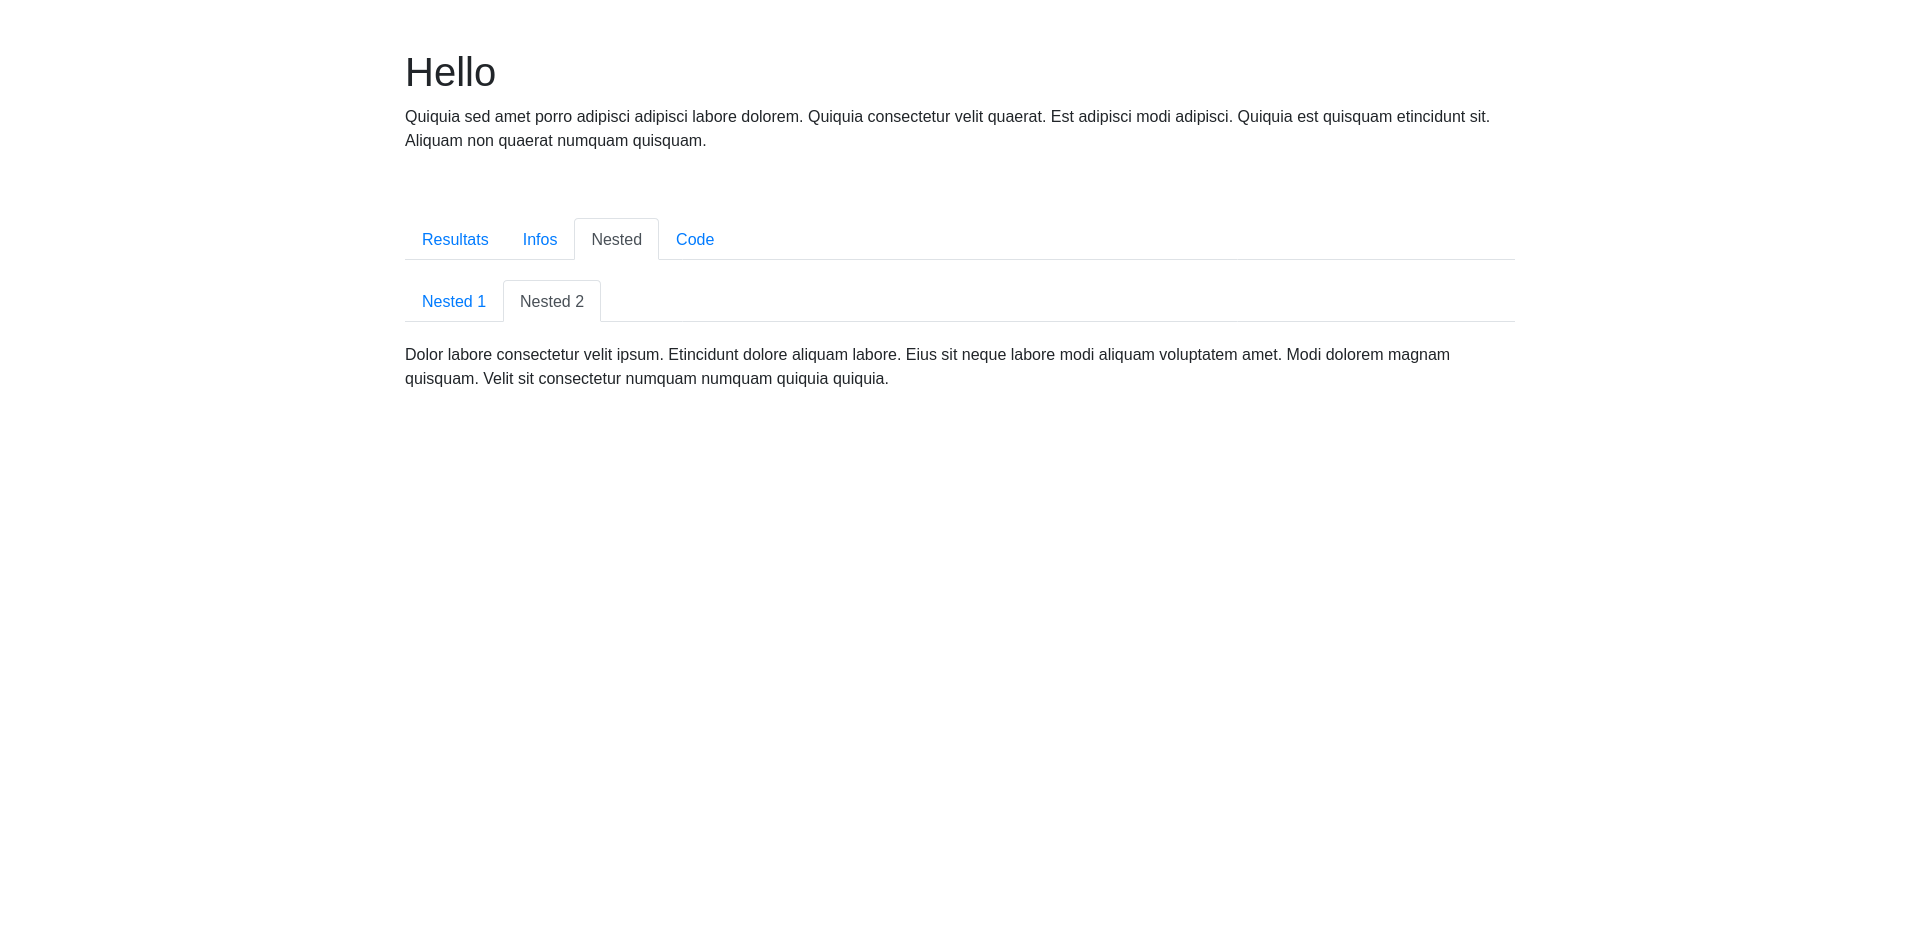 Hello
Quiquia sed amet porro adipisci adipisci labore dolorem. Quiquia consectetur velit quaerat. Est adipisci modi adipisci. Quiquia est quisquam etincidunt sit.
Aliquam non quaerat numquam quisquam.
Resultats Infos Nested Code
Nested 1 Nested 2
Dolor labore consectetur velit ipsum. Etincidunt dolore aliquam labore. Eius sit neque labore modi aliquam voluptatem amet. Modi dolorem magnam
quisquam. Velit sit consectetur numquam numquam quiquia quiquia.